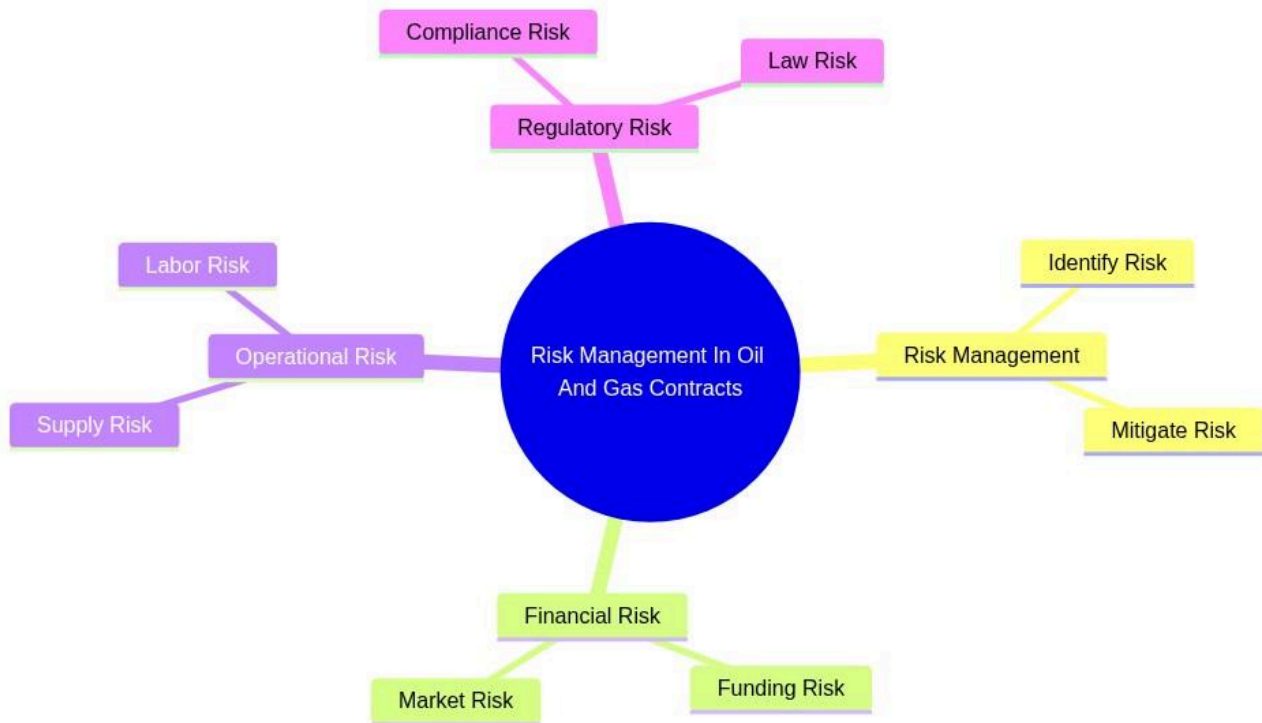 Compliance Risk
Law Risk
Regulatory Risk
Labor Risk
Identify Risk
Operational Risk
Risk Management In Oil
And Gas Contracts
Risk Management
Supply Risk
Mitigate Risk
Financial Risk
Market Risk
Funding Risk